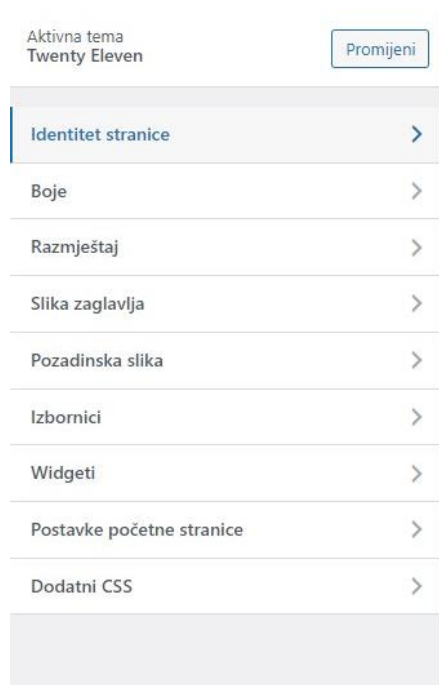 Aktivna tema
Twenty Eleven
Promijeni
Identitet stranice
Boje
Razmještaj
Slika zaglavlja
Pozadinska slika
Izbornici
Widgeti
Postavke početne stranice
Dodatni CSS